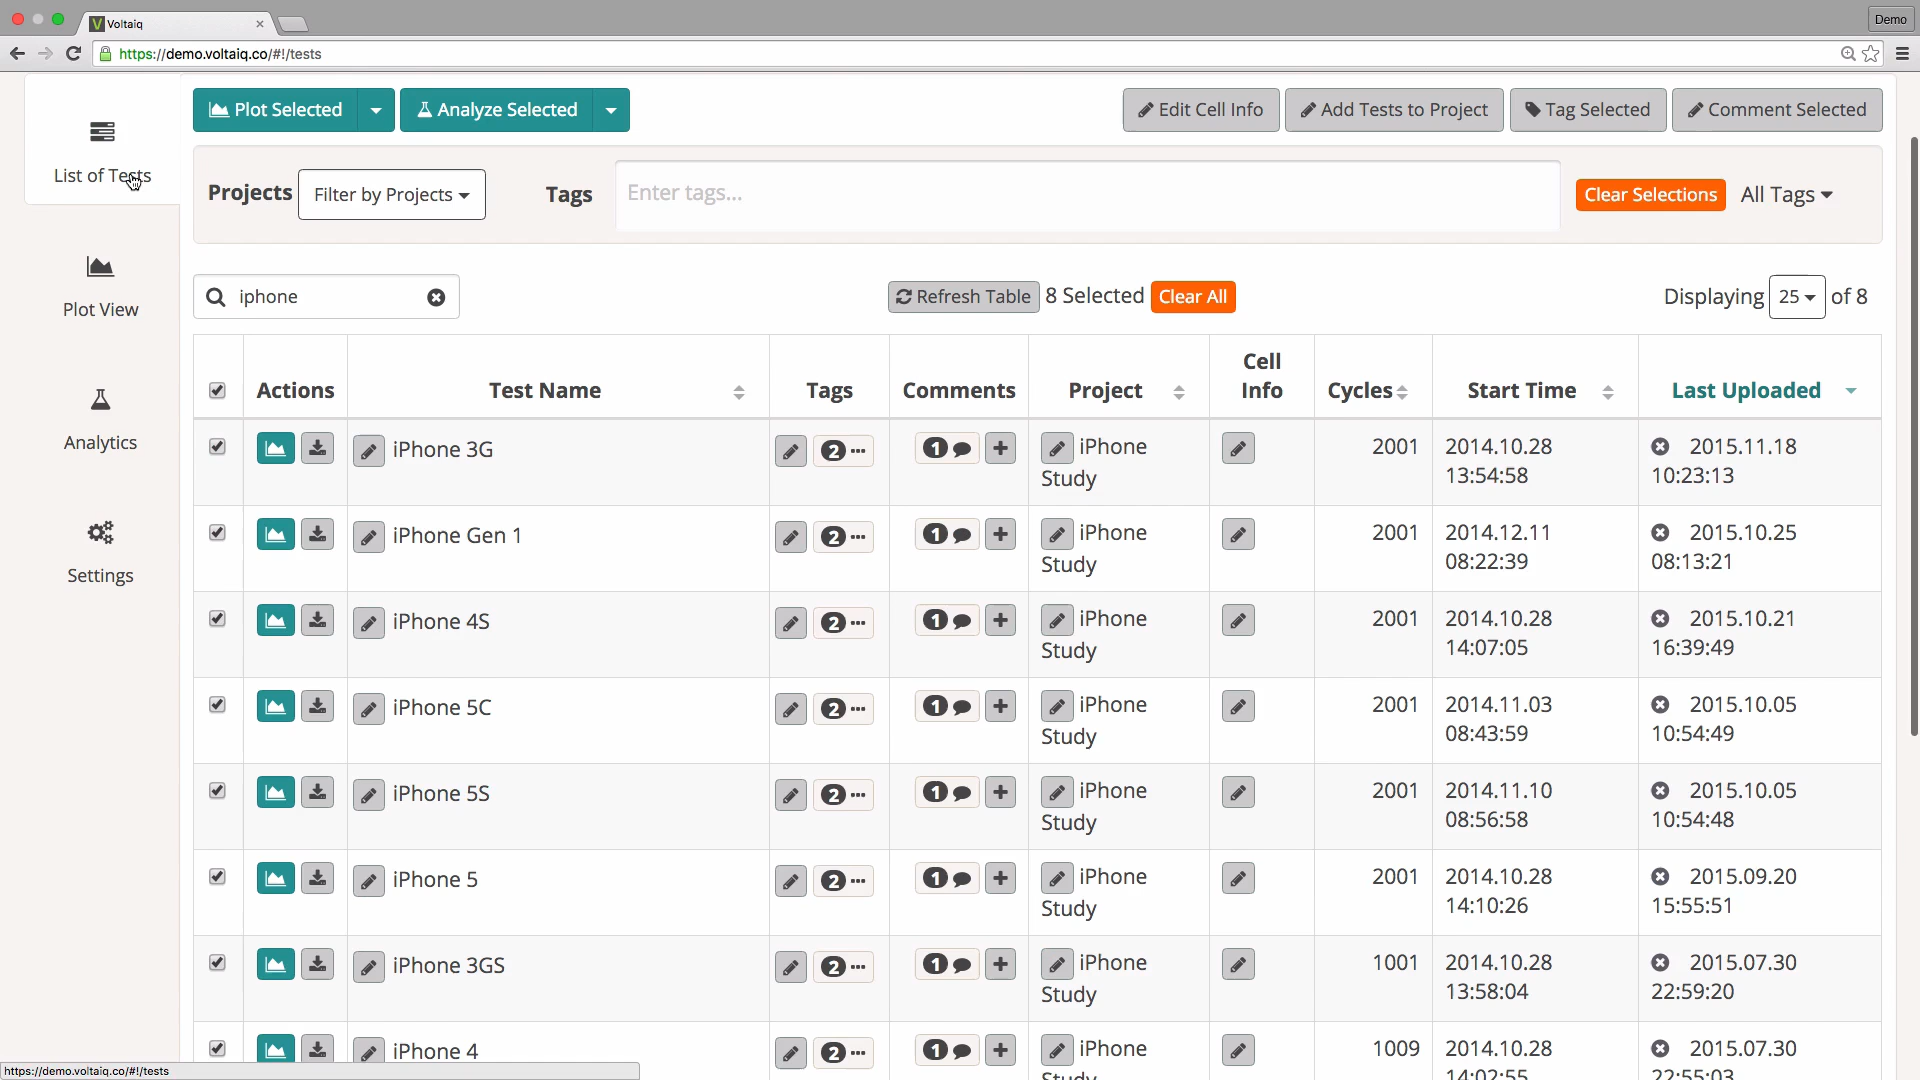 Voltaiq
Demo
https://demo.voltaiq.co/#!/tests
List of Tests
Plot View
Analytics
Settings
Plot Selected
Analyze Selected
Edit Cell Info
Add Tests to Project
Tag Selected
Comment Selected
Projects Filter by Projects Tags Enter tags... Clear Selections All Tags
iphone
Refresh Table 8 Selected Clear All
Displaying 25 of 8
Actions Test Name Tags Comments Project Cell Info Cycles Start Time Last Uploaded
iPhone 3G 2 1 iPhone 2001 2014.10.28 2015.11.18
Study 13:54:58 10:23:13
iPhone Gen 1 2 1 iPhone 2001 2014.12.11 2015.10.25
Study 08:22:39 08:13:21
iPhone 4S 2 1 iPhone 2001 2014.10.28 2015.10.21
Study 14:07:05 16:39:49
iPhone 5C 2 1 iPhone 2001 2014.11.03 2015.10.05
Study 08:43:59 10:54:49
iPhone 5S 2 1 iPhone 2001 2014.11.10 2015.10.05
Study 08:56:58 10:54:48
iPhone 5 2 1 iPhone 2001 2014.10.28 2015.09.20
Study 14:10:26 15:55:51
iPhone 3GS 2 1 iPhone 1001 2014.10.28 2015.07.30
Study 13:58:04 22:59:20
iPhone 4 2 1 iPhone 1009 2014.10.28 2015.07.30
Study 14:02:55 22:55:03
https://demo.voltaiq.co/#!/tests